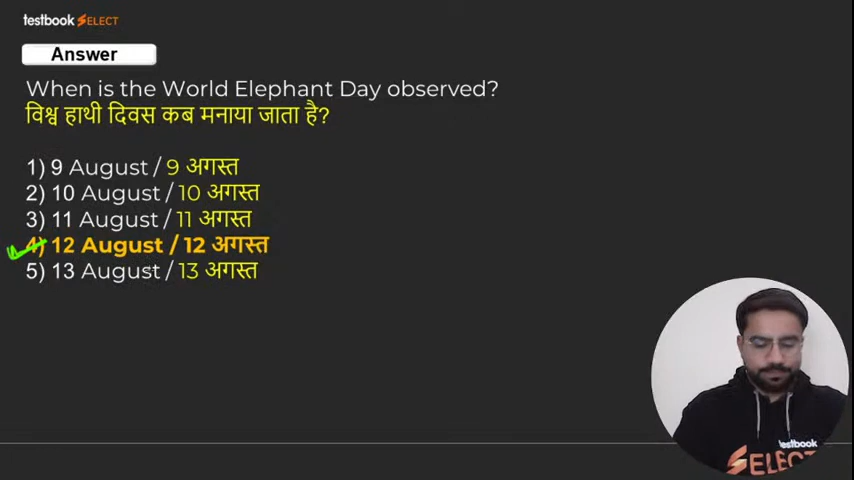 testbook SELECT
Answer
When is the World Elephant Day observed?
विश्व हाथी दिवस कब मनाया जाता है?
1) 9 August / 9 अगस्त
2) 10 August / 10 अगस्त
3) 11 August / 11 अगस्त
4) 12 August / 12 अगस्त
5) 13 August / 13 अगस्त
testbook
SELECT